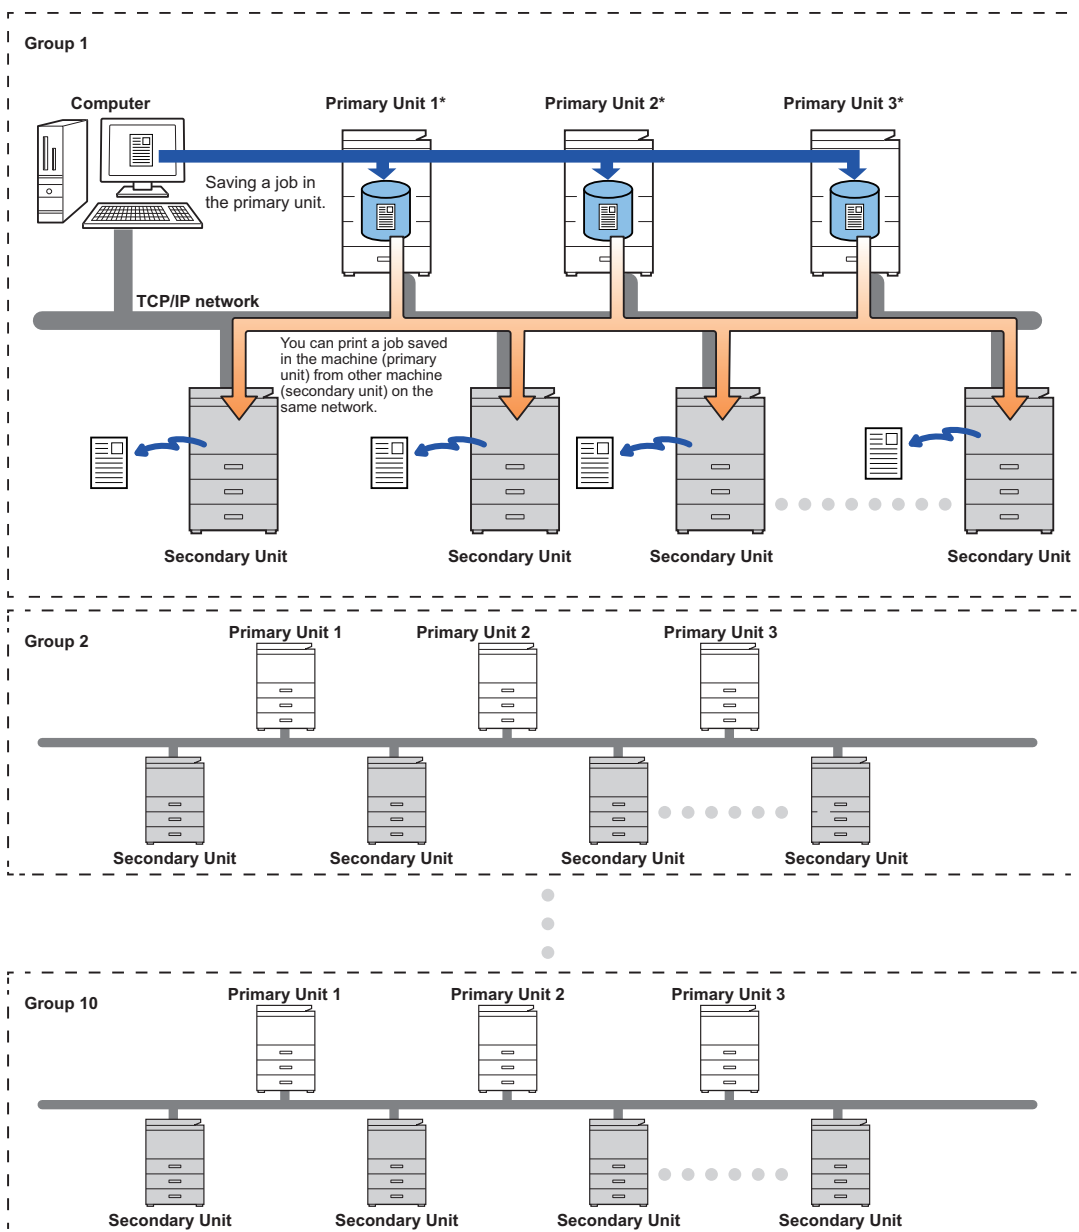 Group 1
Computer
Primary Unit 1*
Primary Unit 2*
Primary Unit 3*
Saving a job in
the primary unit.
TCP/IP network
You can print a job saved
in the machine (primary
unit) from other machine
(secondary unit) on the
same network.
Secondary Unit
Secondary Unit
Secondary Unit
Secondary Unit
Group 2
Primary Unit 1
Primary Unit 2
Primary Unit 3
Secondary Unit
Secondary Unit
Secondary Unit
Secondary Unit
Group 10
Primary Unit 1
Primary Unit 2
Primary Unit 3
Secondary Unit
Secondary Unit
Secondary Unit
Secondary Unit